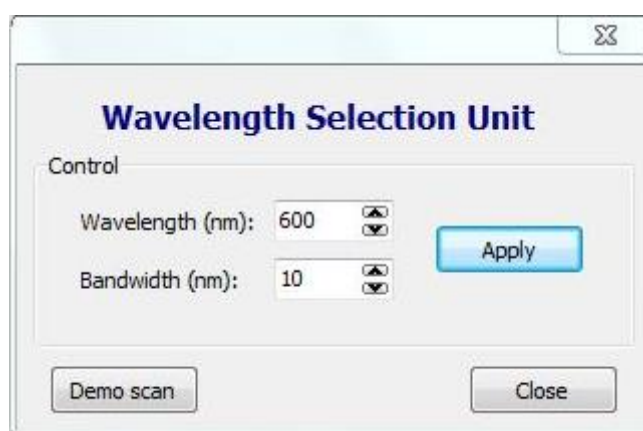 Wavelength Selection Unit
Control
Wavelength (nm): 600
Apply
Bandwidth (nm): 10
Demo scan
Close